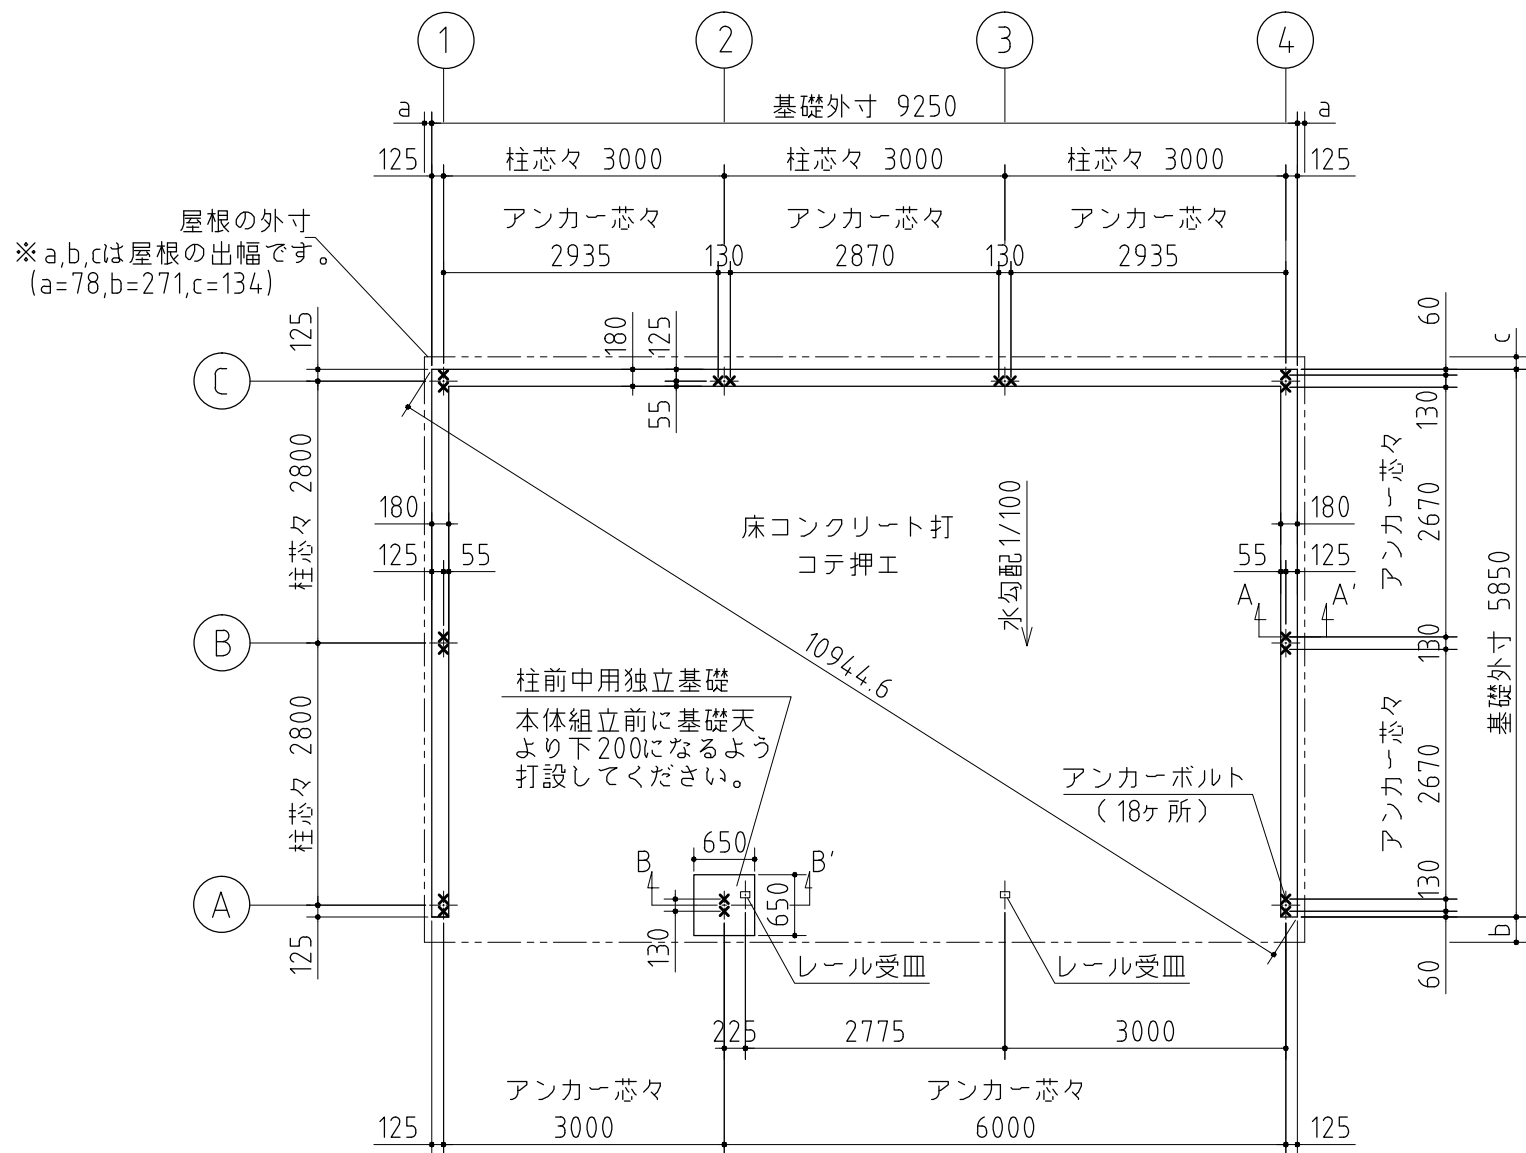 1 2 3 4
a 基礎外寸 9250 a
125 柱芯々 3000 柱芯々 3000 柱芯々 3000 125
アンカー芯々 アンカー芯々 アンカー芯々
2935 130 2870 130 2935
屋根の外寸
※a,b,cは屋根の出幅です。
(a=78,b=271,c=134)
125
180
125
55
60
c
C
130
柱芯々 2800
アンカー芯々
2670
180
125 55
床コンクリート打
コテ押エ
水勾配1/100
180
55 125
A A'
基礎外寸 5850
B
130
10944.6
柱前中用独立基礎
本体組立前に基礎天
より下200になるよう
打設してください。
柱芯々 2800
アンカー芯々
2670
アンカーボルト
(18ヶ所)
650
B B'
650
130
A
130
125
b
60
レール受皿 レール受皿
225 2775 3000
アンカー芯々 アンカー芯々
125 3000 6000 125